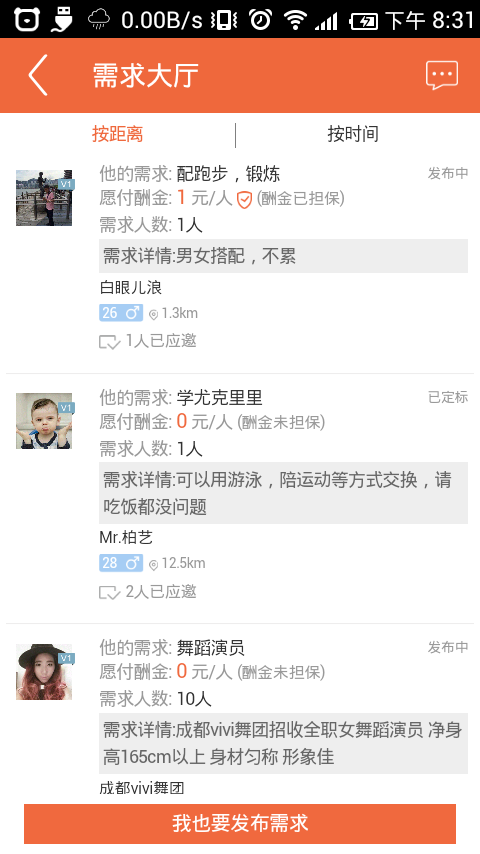 0.00B/s 下午 8:31
需求大厅
按距离 按时间
他的需求: 配跑步，锻炼 发布中
愿付酬金: 1 元/人 (酬金已担保)
V1
需求人数: 1人
需求详情:男女搭配，不累
白眼儿浪
26 1.3km
1人已应邀
他的需求: 学尤克里里 已定标
愿付酬金: 0 元/人 (酬金未担保)
V1
需求人数: 1人
需求详情:可以用游泳，陪运动等方式交换，请
吃饭都没问题
Mr.柏艺
28 12.5km
2人已应邀
他的需求: 舞蹈演员 发布中
愿付酬金: 0 元/人 (酬金未担保)
V1
需求人数: 10人
需求详情:成都vivi舞团招收全职女舞蹈演员 净身
高165cm以上 身材匀称 形象佳
成都vivi舞团
我也要发布需求